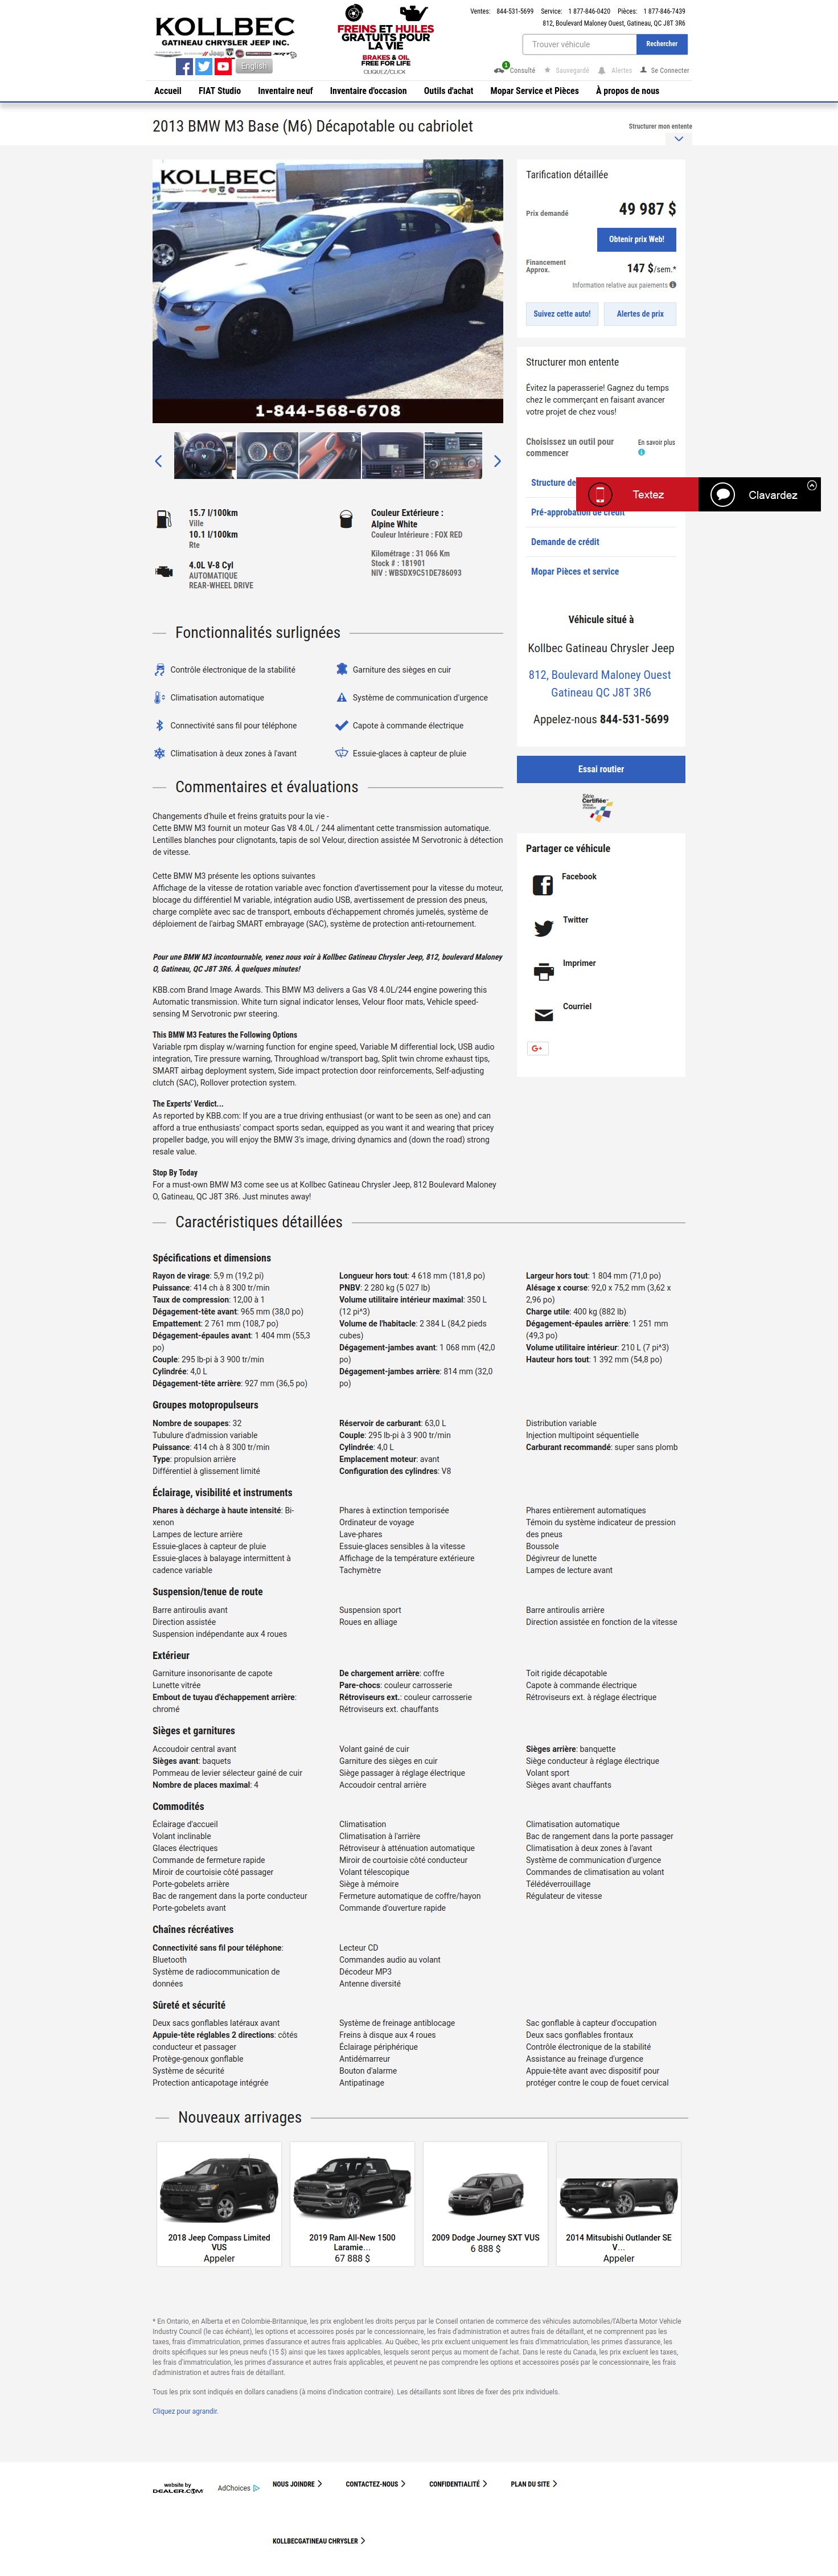 KOLLBEC
GATINEAU CHRYSLER JEEP INC.
English
FREINS ET HUILES
GRATUITS POUR
LA VIE
BRAKES & OIL
FREE FOR LIFE
CLIQUEZ/CLICK
Ventes: 844-531-5699 Service: 1 877-846-0420 Pièces: 1 877-846-7439
812, Boulevard Maloney Ouest, Gatineau, QC J8T 3R6
Trouver véhicule
Rechercher
1
Consulté Sauvegardé Alertes Se Connecter
Accueil FIAT Studio Inventaire neuf Inventaire d'occasion Outils d'achat Mopar Service et Pièces À propos de nous
2013 BMW M3 Base (M6) Décapotable ou cabriolet
Structurer mon entente
KOLLBEC
1-844-568-6708
15.7 l/100km
Ville
10.1 l/100km
Rte
4.0L V-8 Cyl
AUTOMATIQUE
REAR-WHEEL DRIVE
Couleur Extérieure :
Alpine White
Couleur Intérieure : FOX RED
Kilométrage : 31 066 Km
Stock # : 181901
NIV : WBSDX9C51DE786093
Tarification détaillée
Prix demandé
49 987 $
Obtenir prix Web!
Financement
Approx.
147 $/sem.*
Information relative aux paiements
Suivez cette auto!
Alertes de prix
Structurer mon entente
Évitez la paperasserie! Gagnez du temps
chez le commerçant en faisant avancer
votre projet de chez vous!
Choisissez un outil pour
commencer
En savoir plus
Structure de
Textez
Clavardez
Pré-approbation de crédit
Demande de crédit
Mopar Pièces et service
Véhicule situé à
Kollbec Gatineau Chrysler Jeep
812, Boulevard Maloney Ouest
Gatineau QC J8T 3R6
Appelez-nous 844-531-5699
Essai routier
Série
Certifiée
Partager ce véhicule
Facebook
Twitter
Imprimer
Courriel
G+
Fonctionnalités surlignées
Contrôle électronique de la stabilité
Garniture des sièges en cuir
Climatisation automatique
Système de communication d'urgence
Connectivité sans fil pour téléphone
Capote à commande électrique
Climatisation à deux zones à l'avant
Essuie-glaces à capteur de pluie
Commentaires et évaluations
Changements d'huile et freins gratuits pour la vie -
Cette BMW M3 fournit un moteur Gas V8 4.0L / 244 alimentant cette transmission automatique.
Lentilles blanches pour clignotants, tapis de sol Velour, direction assistée M Servotronic à détection
de vitesse.
Cette BMW M3 présente les options suivantes
Affichage de la vitesse de rotation variable avec fonction d'avertissement pour la vitesse du moteur,
blocage du différentiel M variable, intégration audio USB, avertissement de pression des pneus,
charge complète avec sac de transport, embouts d'échappement chromés jumelés, système de
déploiement de l'airbag SMART embrayage (SAC), système de protection anti-retournement.
Pour une BMW M3 incontournable, venez nous voir à Kollbec Gatineau Chrysler Jeep, 812, boulevard Maloney
O, Gatineau, QC J8T 3R6. À quelques minutes!
KBB.com Brand Image Awards. This BMW M3 delivers a Gas V8 4.0L/244 engine powering this
Automatic transmission. White turn signal indicator lenses, Velour floor mats, Vehicle speed-
sensing M Servotronic pwr steering.
This BMW M3 Features the Following Options
Variable rpm display w/warning function for engine speed, Variable M differential lock, USB audio
integration, Tire pressure warning, Throughload w/transport bag, Split twin chrome exhaust tips,
SMART airbag deployment system, Side impact protection door reinforcements, Self-adjusting
clutch (SAC), Rollover protection system.
The Experts' Verdict...
As reported by KBB.com: If you are a true driving enthusiast (or want to be seen as one) and can
afford a true enthusiasts' compact sports sedan, equipped as you want it and wearing that pricey
propeller badge, you will enjoy the BMW 3's image, driving dynamics and (down the road) strong
resale value.
Stop By Today
For a must-own BMW M3 come see us at Kollbec Gatineau Chrysler Jeep, 812 Boulevard Maloney
O, Gatineau, QC J8T 3R6. Just minutes away!
Caractéristiques détaillées
Spécifications et dimensions
Rayon de virage: 5,9 m (19,2 pi)
Puissance: 414 ch à 8 300 tr/min
Taux de compression: 12,00 à 1
Dégagement-tête avant: 965 mm (38,0 po)
Empattement: 2 761 mm (108,7 po)
Dégagement-épaules avant: 1 404 mm (55,3
po)
Couple: 295 lb-pi à 3 900 tr/min
Cylindrée: 4,0 L
Dégagement-tête arrière: 927 mm (36,5 po)
Longueur hors tout: 4 618 mm (181,8 po)
PNBV: 2 280 kg (5 027 lb)
Volume utilitaire intérieur maximal: 350 L
(12 pi^3)
Volume de l'habitacle: 2 384 L (84,2 pieds
cubes)
Dégagement-jambes avant: 1 068 mm (42,0
po)
Dégagement-jambes arrière: 814 mm (32,0
po)
Largeur hors tout: 1 804 mm (71,0 po)
Alésage x course: 92,0 x 75,2 mm (3,62 x
2,96 po)
Charge utile: 400 kg (882 lb)
Dégagement-épaules arrière: 1 251 mm
(49,3 po)
Volume utilitaire intérieur: 210 L (7 pi^3)
Hauteur hors tout: 1 392 mm (54,8 po)
Groupes motopropulseurs
Nombre de soupapes: 32
Tubulure d'admission variable
Puissance: 414 ch à 8 300 tr/min
Type: propulsion arrière
Différentiel à glissement limité
Réservoir de carburant: 63,0 L
Couple: 295 lb-pi à 3 900 tr/min
Cylindrée: 4,0 L
Emplacement moteur: avant
Configuration des cylindres: V8
Distribution variable
Injection multipoint séquentielle
Carburant recommandé: super sans plomb
Éclairage, visibilité et instruments
Phares à décharge à haute intensité: Bi-
xenon
Lampes de lecture arrière
Essuie-glaces à capteur de pluie
Essuie-glaces à balayage intermittent à
cadence variable
Phares à extinction temporisée
Ordinateur de voyage
Lave-phares
Essuie-glaces sensibles à la vitesse
Affichage de la température extérieure
Tachymètre
Phares entièrement automatiques
Témoin du système indicateur de pression
des pneus
Boussole
Dégivreur de lunette
Lampes de lecture avant
Suspension/tenue de route
Barre antiroulis avant
Direction assistée
Suspension indépendante aux 4 roues
Suspension sport
Roues en alliage
Barre antiroulis arrière
Direction assistée en fonction de la vitesse
Extérieur
Garniture insonorisante de capote
Lunette vitrée
Embout de tuyau d'échappement arrière:
chromé
De chargement arrière: coffre
Pare-chocs: couleur carrosserie
Rétroviseurs ext.: couleur carrosserie
Rétroviseurs ext. chauffants
Toit rigide décapotable
Capote à commande électrique
Rétroviseurs ext. à réglage électrique
Sièges et garnitures
Accoudoir central avant
Sièges avant: baquets
Pommeau de levier sélecteur gainé de cuir
Nombre de places maximal: 4
Volant gainé de cuir
Garniture des sièges en cuir
Siège passager à réglage électrique
Accoudoir central arrière
Sièges arrière: banquette
Siège conducteur à réglage électrique
Volant sport
Sièges avant chauffants
Commodités
Éclairage d'accueil
Volant inclinable
Glaces électriques
Commande de fermeture rapide
Miroir de courtoisie côté passager
Porte-gobelets arrière
Bac de rangement dans la porte conducteur
Porte-gobelets avant
Climatisation
Climatisation à l'arrière
Rétroviseur à atténuation automatique
Miroir de courtoisie côté conducteur
Volant télescopique
Siège à mémoire
Fermeture automatique de coffre/hayon
Commande d'ouverture rapide
Climatisation automatique
Bac de rangement dans la porte passager
Climatisation à deux zones à l'avant
Système de communication d'urgence
Commandes de climatisation au volant
Télédéverrouillage
Régulateur de vitesse
Chaînes récréatives
Connectivité sans fil pour téléphone:
Bluetooth
Système de radiocommunication de
données
Lecteur CD
Commandes audio au volant
Décodeur MP3
Antenne diversité
Sûreté et sécurité
Deux sacs gonflables latéraux avant
Appuie-tête réglables 2 directions: côtés
conducteur et passager
Protège-genoux gonflable
Système de sécurité
Protection anticapotage intégrée
Système de freinage antiblocage
Freins à disque aux 4 roues
Éclairage périphérique
Antidémarreur
Bouton d'alarme
Antipatinage
Sac gonflable à capteur d'occupation
Deux sacs gonflables frontaux
Contrôle électronique de la stabilité
Assistance au freinage d'urgence
Appuie-tête avant avec dispositif pour
protéger contre le coup de fouet cervical
Nouveaux arrivages
2018 Jeep Compass Limited
VUS
Appeler
2019 Ram All-New 1500
Laramie...
67 888 $
2009 Dodge Journey SXT VUS
6 888 $
2014 Mitsubishi Outlander SE
V...
Appeler
* En Ontario, en Alberta et en Colombie-Britannique, les prix englobent les droits perçus par le Conseil ontarien de commerce des véhicules automobiles/l'Alberta Motor Vehicle
Industry Council (le cas échéant), les options et accessoires posés par le concessionnaire, les frais d'administration et autres frais de détaillant, et ne comprennent pas les
taxes, frais d'immatriculation, primes d'assurance et autres frais applicables. Au Québec, les prix excluent uniquement les frais d'immatriculation, les primes d'assurance, les
droits spécifiques sur les pneus neufs (15 $) ainsi que les taxes applicables, lesquels seront perçus au moment de l'achat. Dans le reste du Canada, les prix excluent les taxes,
les frais d'immatriculation, les primes d'assurance et autres frais applicables, et peuvent ne pas comprendre les options et accessoires posés par le concessionnaire, les frais
d'administration et autres frais de détaillant.
Tous les prix sont indiqués en dollars canadiens (à moins d'indication contraire). Les détaillants sont libres de fixer des prix individuels.
Cliquez pour agrandir.
website by
DEALER.COM
AdChoices
NOUS JOINDRE CONTACTEZ-NOUS CONFIDENTIALITÉ PLAN DU SITE
KOLLBECGATINEAU CHRYSLER